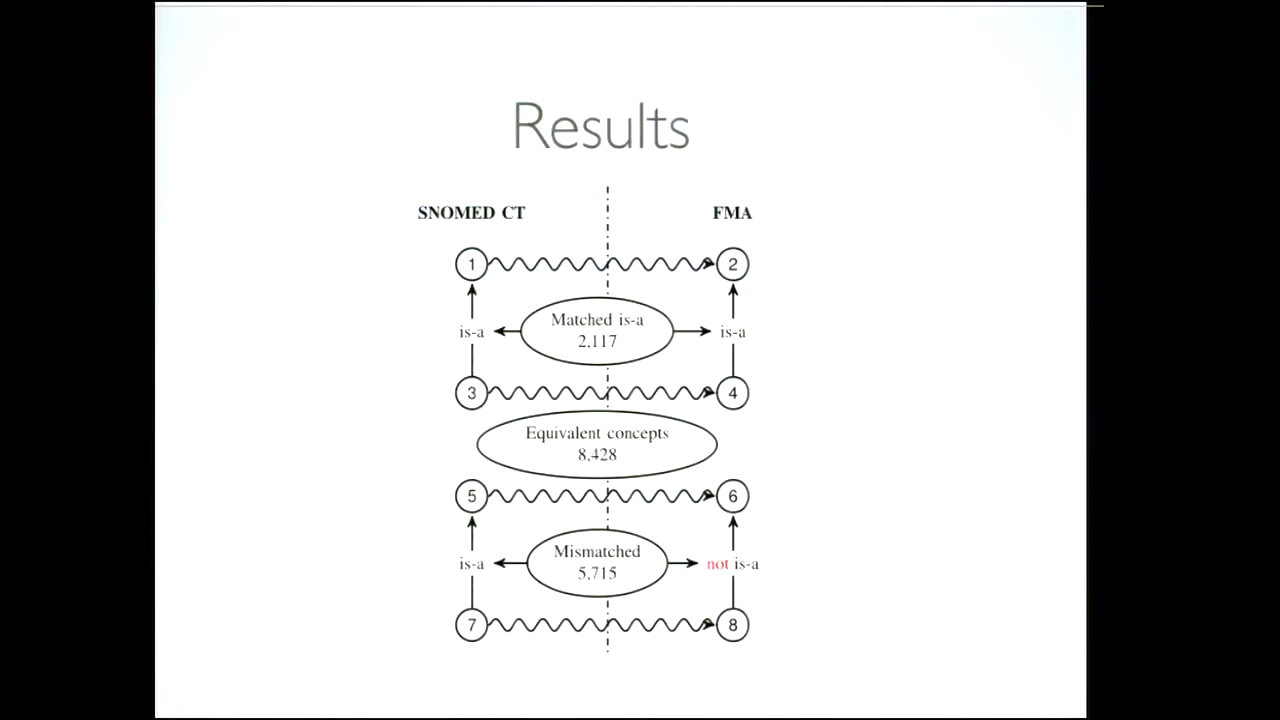 Results
SNOMED CT
FMA
1
2
Matched is-a
2,117
is-a
is-a
3
4
Equivalent concepts
8,428
5
6
Mismatched
5,715
is-a
not is-a
7
8